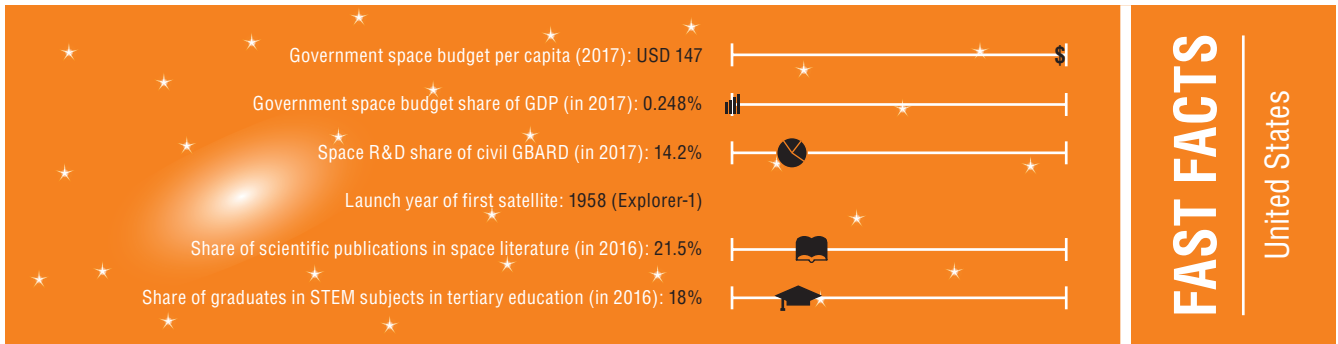 Government space budget per capita (2017): USD 147
$
Government space budget share of GDP (in 2017): 0.248%
Space R&D share of civil GBARD (in 2017): 14.2%
Launch year of first satellite: 1958 (Explorer-1)
Share of scientific publications in space literature (in 2016): 21.5%
Share of graduates in STEM subjects in tertiary education (in 2016): 18%
FAST FACTS
United States